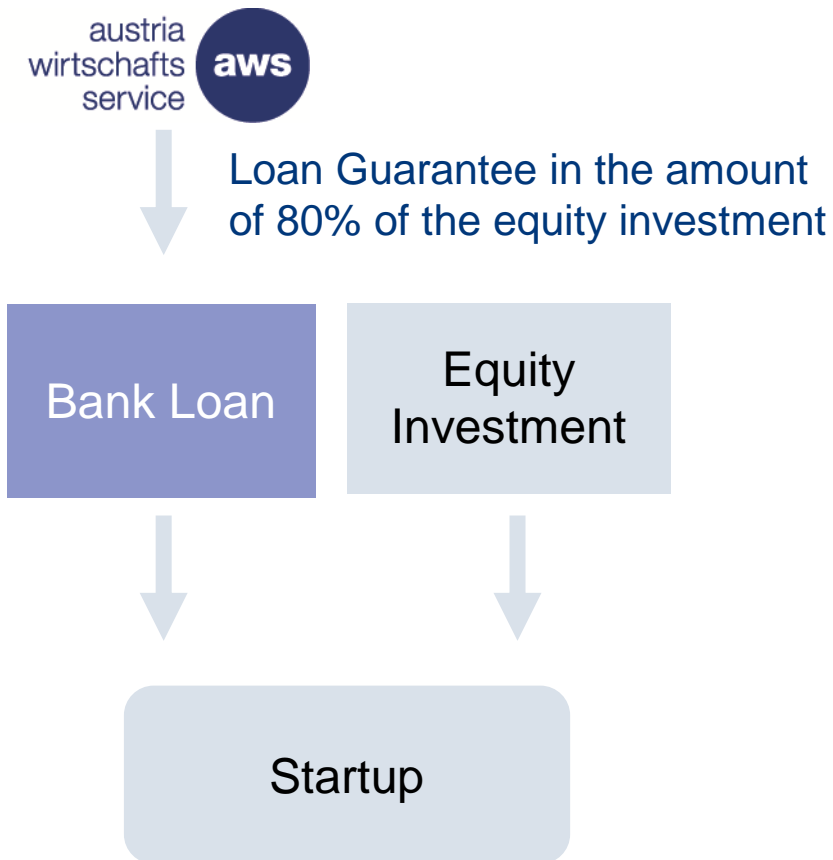 austria
wirtschafts
service
aws
Loan Guarantee in the amount
of 80% of the equity investment
Bank Loan
Equity
Investment
Startup